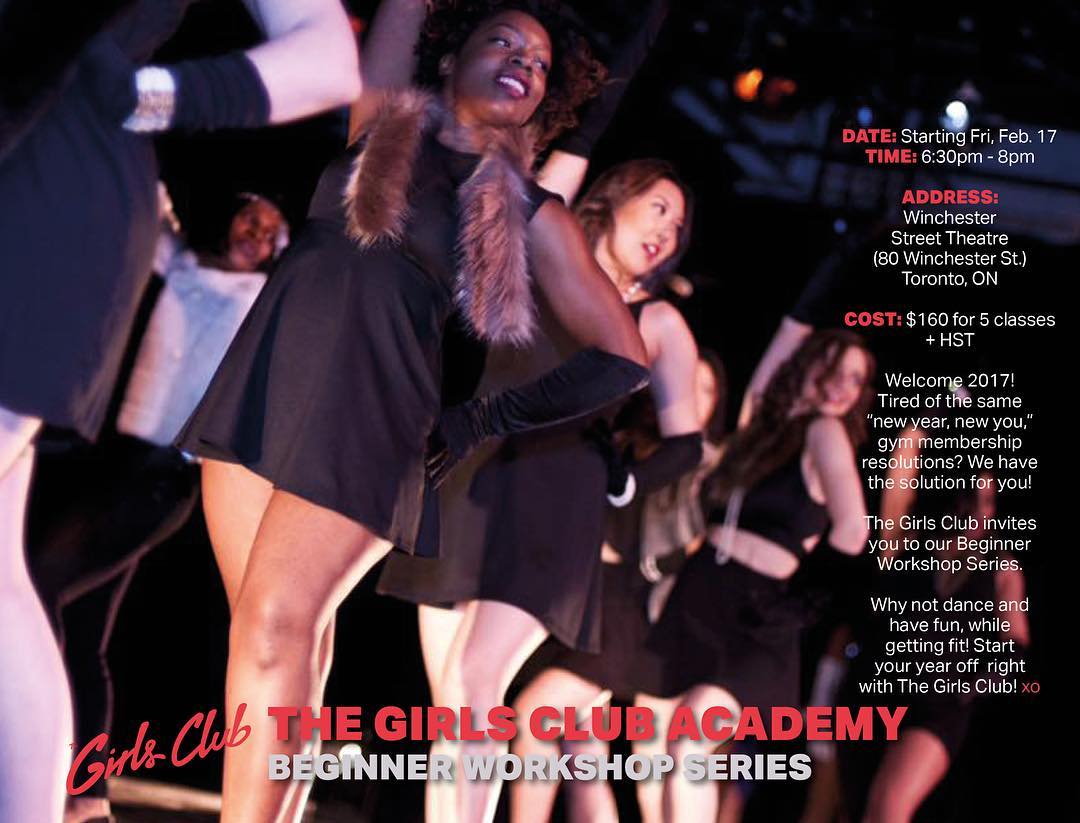 DATE: Starting Fri, Feb. 17
TIME: 6:30pm - 8pm
ADDRESS:
Winchester
Street Theatre
(80 Winchester St.)
Toronto, ON
COST: $160 for 5 classes
+ HST
Welcome 2017!
Tired of the same
"new year, new you,"
gym membership
resolutions? We have
the solution for you!
The Girls Club invites
you to our Beginner
Workshop Series.
Why not dance and
have fun, while
getting fit! Start
your year off right
with The Girls Club! xo
Girls Club
THE GIRLS CLUB ACADEMY
BEGINNER WORKSHOP SERIES